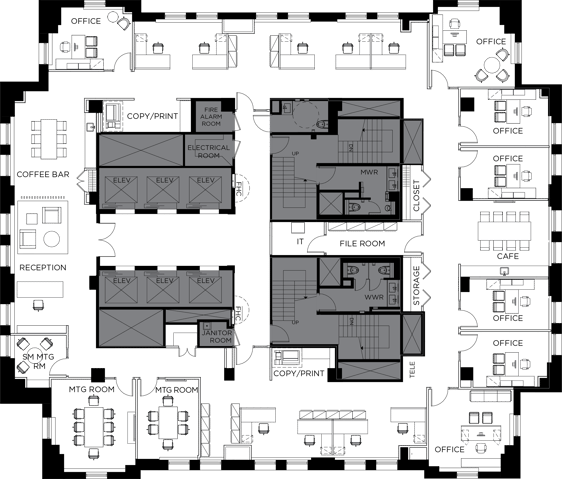 OFFICE
OFFICE
COPY/PRINT
FIRE
ALARM
ROOM
ELECTRICAL
ROOM
OFFICE
UP
DN
COFFEE BAR
ELEV
ELEV
ELEV
FHC
MWR
OFFICE
CLOSET
RECEPTION
IT
FILE ROOM
CAFE
ELEV
ELEV
ELEV
FHC
WWR
STORAGE
OFFICE
UP
DN
JANITOR
ROOM
SM MTG
RM
OFFICE
COPY/PRINT
TELE
MTG ROOM
MTG ROOM
OFFICE